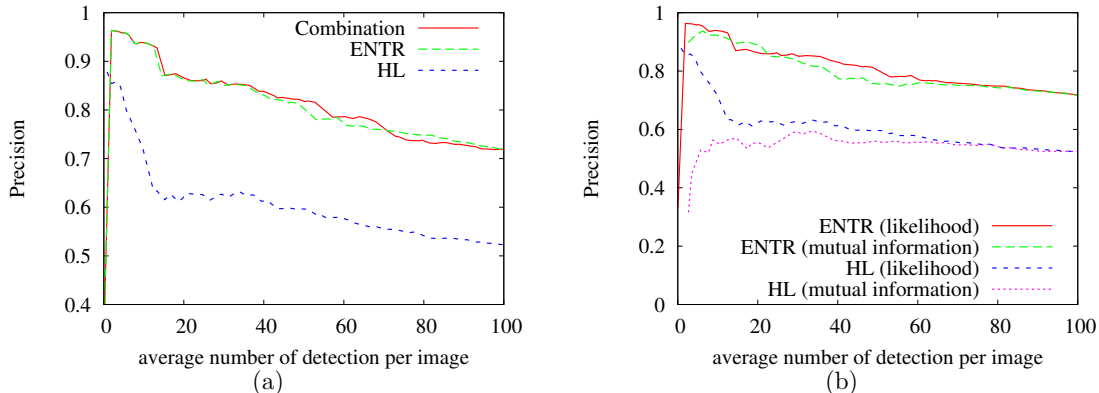 1
0.9
0.8
0.7
0.6
0.5
0.4
0 20 40 60 80 100
Precision
average number of detection per image
Combination
ENTR
HL
(a)
1
0.8
0.6
0.4
0.2
0
0 20 40 60 80 100
Precision
average number of detection per image
ENTR (likelihood)
ENTR (mutual information)
HL (likelihood)
HL (mutual information)
(b)